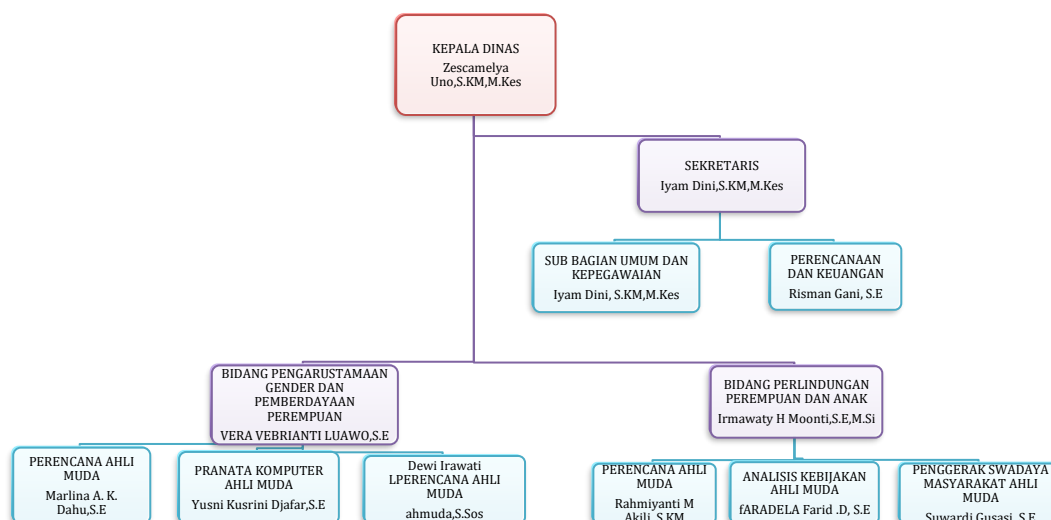 KEPALA DINAS
Zescamelya
Uno,S.KM,M.Kes
SEKRETARIS
Iyam Dini,S.KM,M.Kes
SUB BAGIAN UMUM DAN
KEPEGAWAIAN
Iyam Dini, S.KM,M.Kes
PERENCANAAN
DAN KEUANGAN
Risman Gani, S.E
BIDANG PENGARUSTAMAAN
GENDER DAN
PEMBERDAYAAN
PEREMPUAN
VERA VEBRIANTI LUAWO,S.E
BIDANG PERLINDUNGAN
PEREMPUAN DAN ANAK
Irmawaty H Moonti,S.E,M.Si
PERENCANA AHLI
MUDA
Marlina A. K.
Dahu,S.E
PRANATA KOMPUTER
AHLI MUDA
Yusni Kusrini Djafar,S.E
Dewi Irawati
LPERENCANA AHLI
MUDA
ahmuda,S.Sos
PERENCANA AHLI
MUDA
Rahmiyanti M
Akili, S.KM
ANALISIS KEBIJAKAN
AHLI MUDA
fARADELA Farid .D, S.E
PENGGERAK SWADAYA
MASYARAKAT AHLI
MUDA
Suwardi Gusasi, S.E